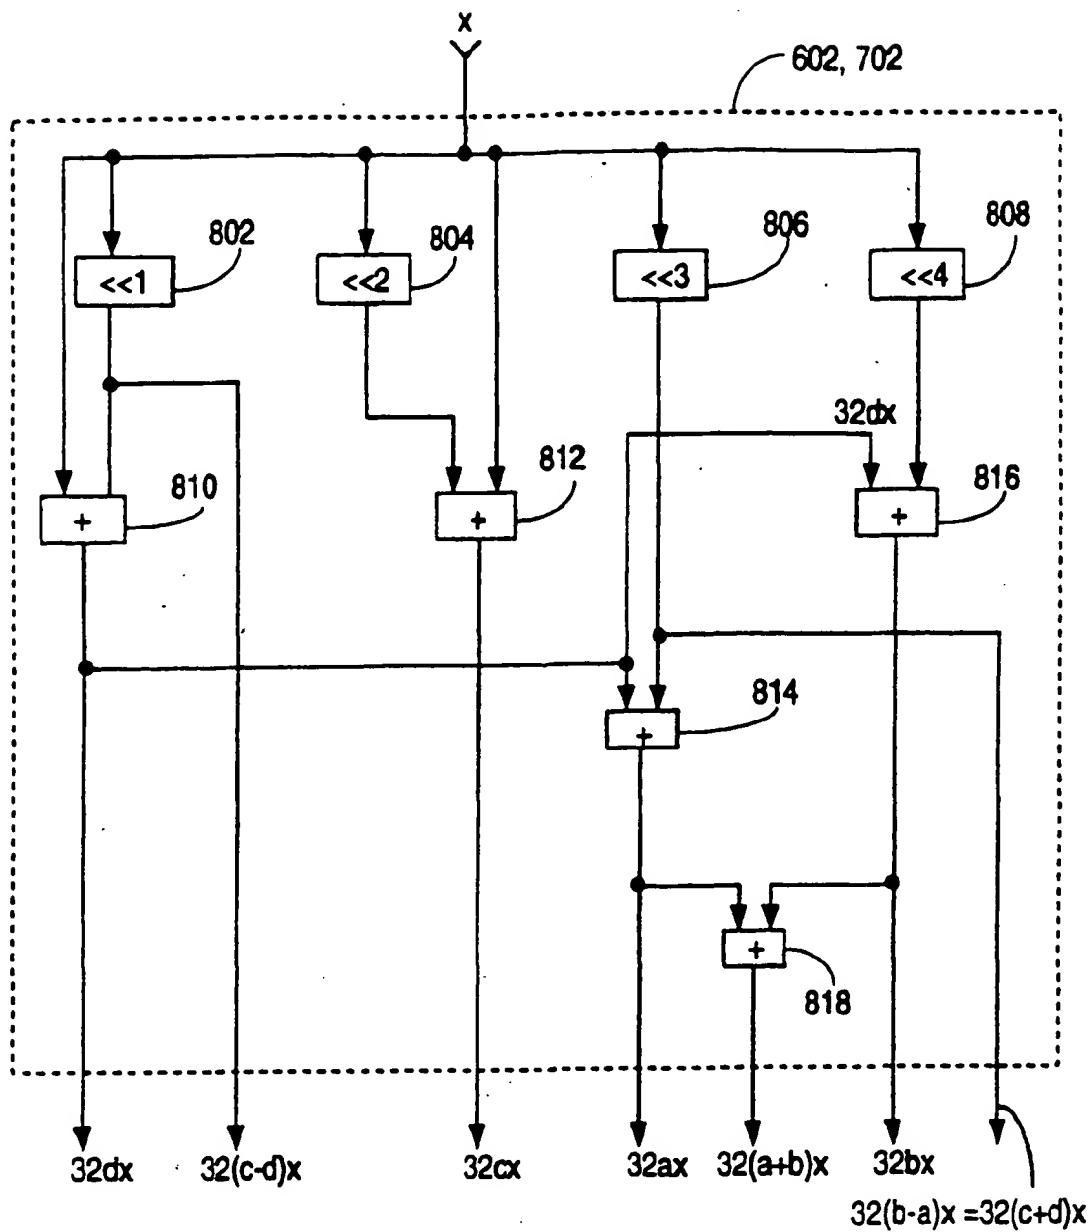 x
602, 702
802
804
806
808
<<1
<<2
<<3
<<4
32dx
810
812
816
+
+
+
814
+
+
818
32dx
32(c-d)x
32cx
32ax
32(a+b)x
32bx
32(b-a)x =32(c+d)x